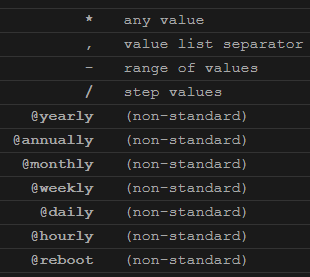 * any value
, value list separator
- range of values
/ step values
@yearly (non-standard)
@annually (non-standard)
@monthly (non-standard)
@weekly (non-standard)
@daily (non-standard)
@hourly (non-standard)
@reboot (non-standard)